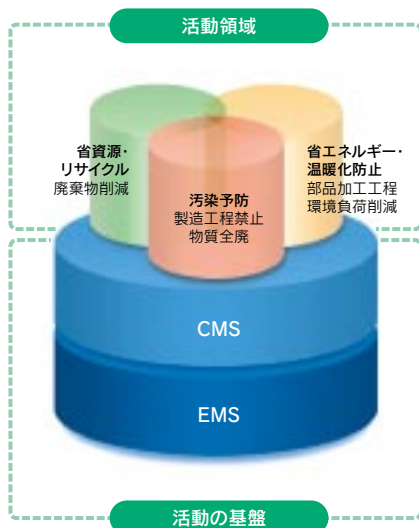 活動領域
省資源・
リサイクル
廃棄物削減
汚染予防
製造工程禁止
物質全廃
省エネルギー・
温暖化防止
部品加工工程
環境負荷削減
CMS
EMS
活動の基盤